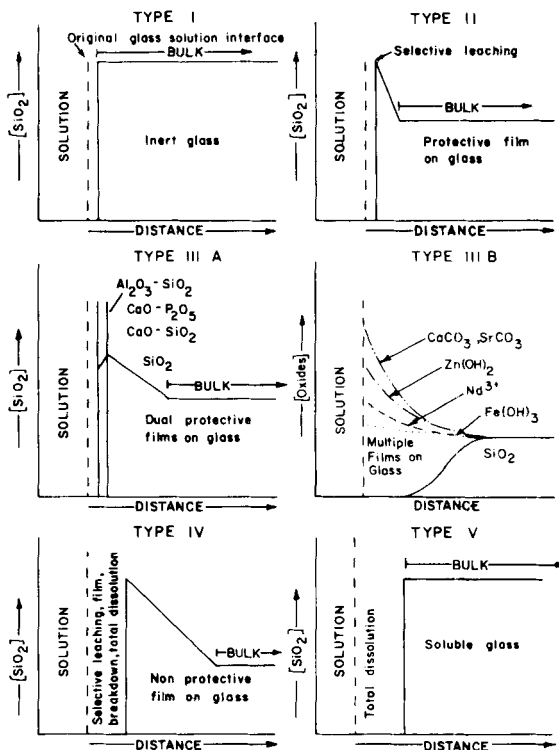 TYPE I
Original glass solution interface
BULK
[SiO2]
SOLUTION
Inert glass
DISTANCE
TYPE II
Selective leaching
BULK
[SiO2]
SOLUTION
Protective film
on glass
DISTANCE
TYPE III A
Al2O3-SiO2
CaO-P2O5
CaO-SiO2
SiO2
BULK
[SiO2]
SOLUTION
Dual protective
films on glass
DISTANCE
TYPE III B
CaCO3,SrCO3
Zn(OH)2
Nd3+
Fe(OH)3
[Oxides]
SOLUTION
Multiple
Films on
Glass
SiO2
DISTANCE
TYPE IV
[SiO2]
SOLUTION
Selective leaching, film,
breakdown, total dissolution
BULK
Non protective
film on glass
DISTANCE
TYPE V
BULK
[SiO2]
SOLUTION
Total dissolution
Soluble glass
DISTANCE